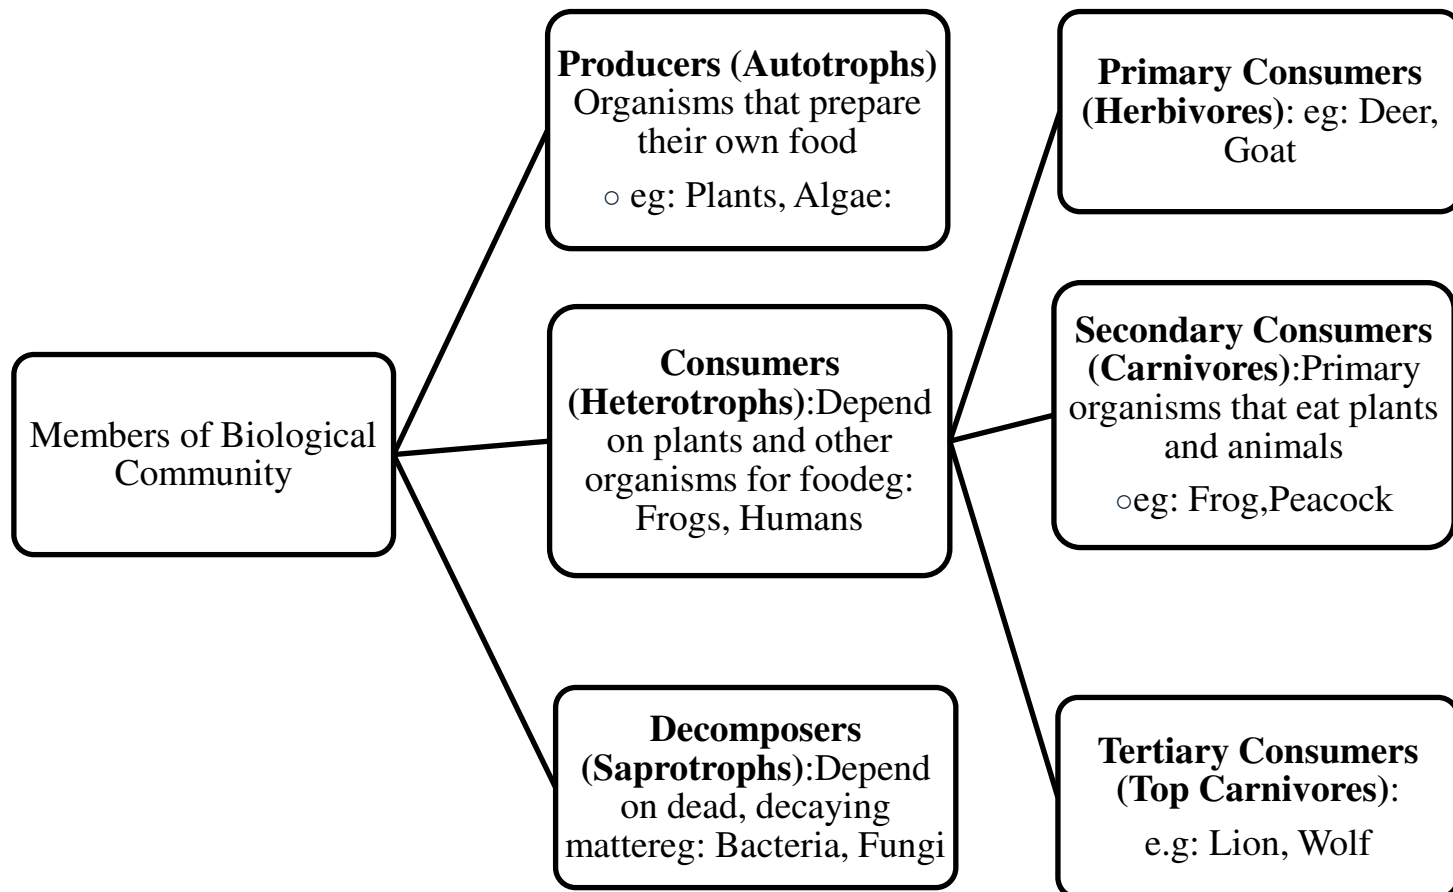 Members of Biological
Community
Producers (Autotrophs)
Organisms that prepare
their own food
○ eg: Plants, Algae:
Consumers
(Heterotrophs):Depend
on plants and other
organisms for foodeg:
Frogs, Humans
Decomposers
(Saprotrophs):Depend
on dead, decaying
mattereg: Bacteria, Fungi
Primary Consumers
(Herbivores): eg: Deer,
Goat
Secondary Consumers
(Carnivores):Primary
organisms that eat plants
and animals
○eg: Frog,Peacock
Tertiary Consumers
(Top Carnivores):
e.g: Lion, Wolf